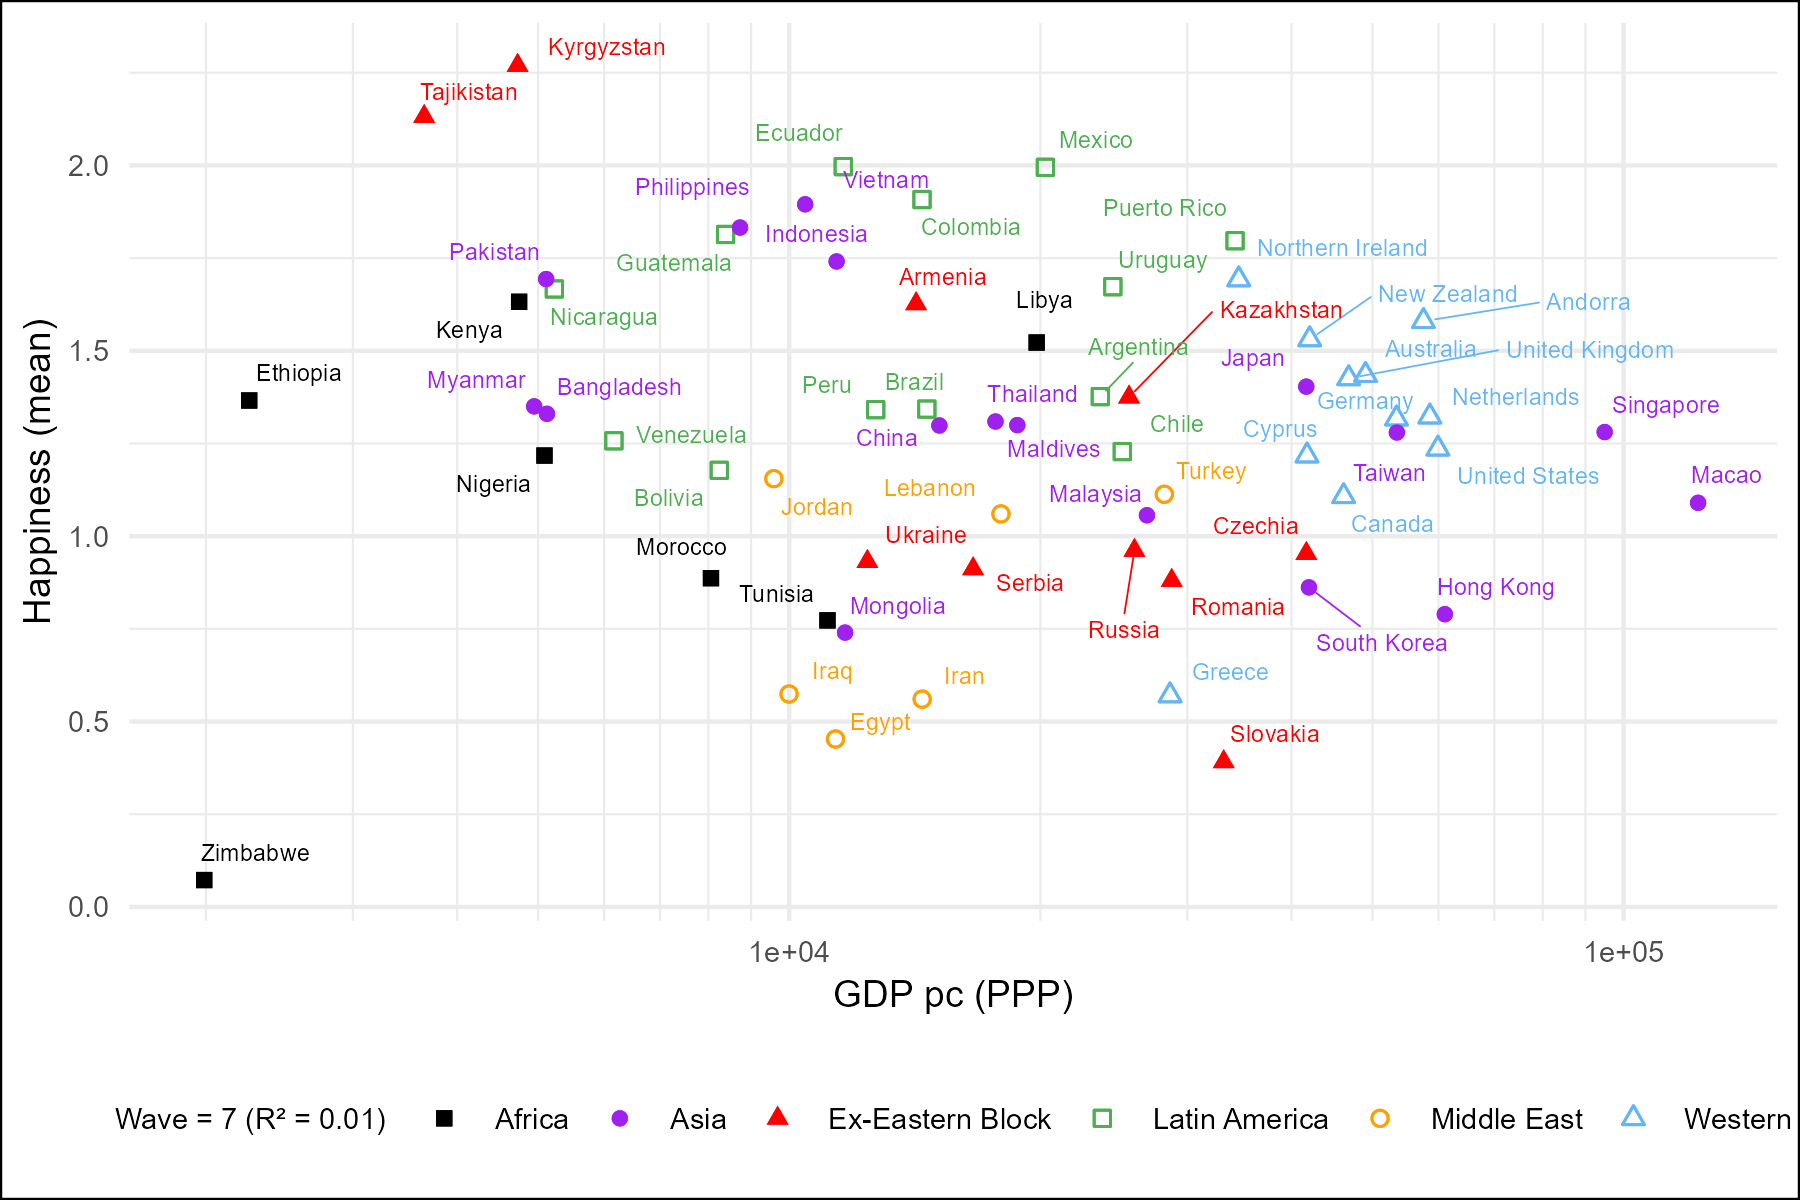 Kyrgyzstan
Tajikistan
Ecuador
Mexico
2.0
Philippines
Vietnam
Puerto Rico
Colombia
Indonesia
Northern Ireland
Pakistan
Guatemala
Uruguay
Armenia
Libya
New Zealand
Andorra
Kazakhstan
Nicaragua
Kenya
1.5
Argentina
Japan
Australia
United Kingdom
Ethiopia
Myanmar
Bangladesh
Peru
Brazil
Thailand
Germany
Netherlands
Singapore
Chile
Cyprus
Venezuela
China
Maldives
Nigeria
Turkey
Taiwan
United States
Macao
Bolivia
Lebanon
Malaysia
Jordan
Canada
Czechia
1.0
Morocco
Ukraine
Serbia
Hong Kong
Tunisia
Mongolia
Romania
Russia
South Korea
Iraq
Iran
Greece
0.5
Egypt
Slovakia
Zimbabwe
0.0
Happiness (mean)
1e+04
1e+05
GDP pc (PPP)
Wave = 7 (R² = 0.01) Africa Asia Ex-Eastern Block Latin America Middle East Western